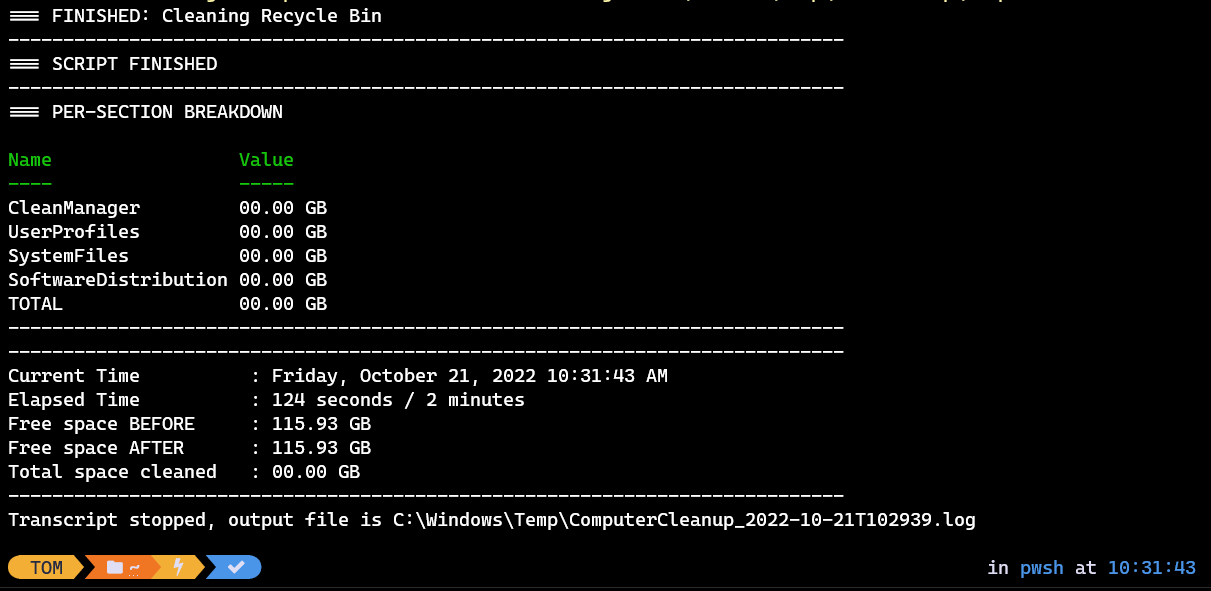 === FINISHED: Cleaning Recycle Bin
----------------------------------------------------------------------------
=== SCRIPT FINISHED
----------------------------------------------------------------------------
=== PER-SECTION BREAKDOWN
Name                 Value
----                 -----
CleanManager         00.00 GB
UserProfiles         00.00 GB
SystemFiles          00.00 GB
SoftwareDistribution 00.00 GB
TOTAL                00.00 GB
----------------------------------------------------------------------------
----------------------------------------------------------------------------
Current Time          : Friday, October 21, 2022 10:31:43 AM
Elapsed Time          : 124 seconds / 2 minutes
Free space BEFORE     : 115.93 GB
Free space AFTER      : 115.93 GB
Total space cleaned   : 00.00 GB
----------------------------------------------------------------------------
Transcript stopped, output file is C:\Windows\Temp\ComputerCleanup_2022-10-21T102939.log
TOM ~ in pwsh at 10:31:43